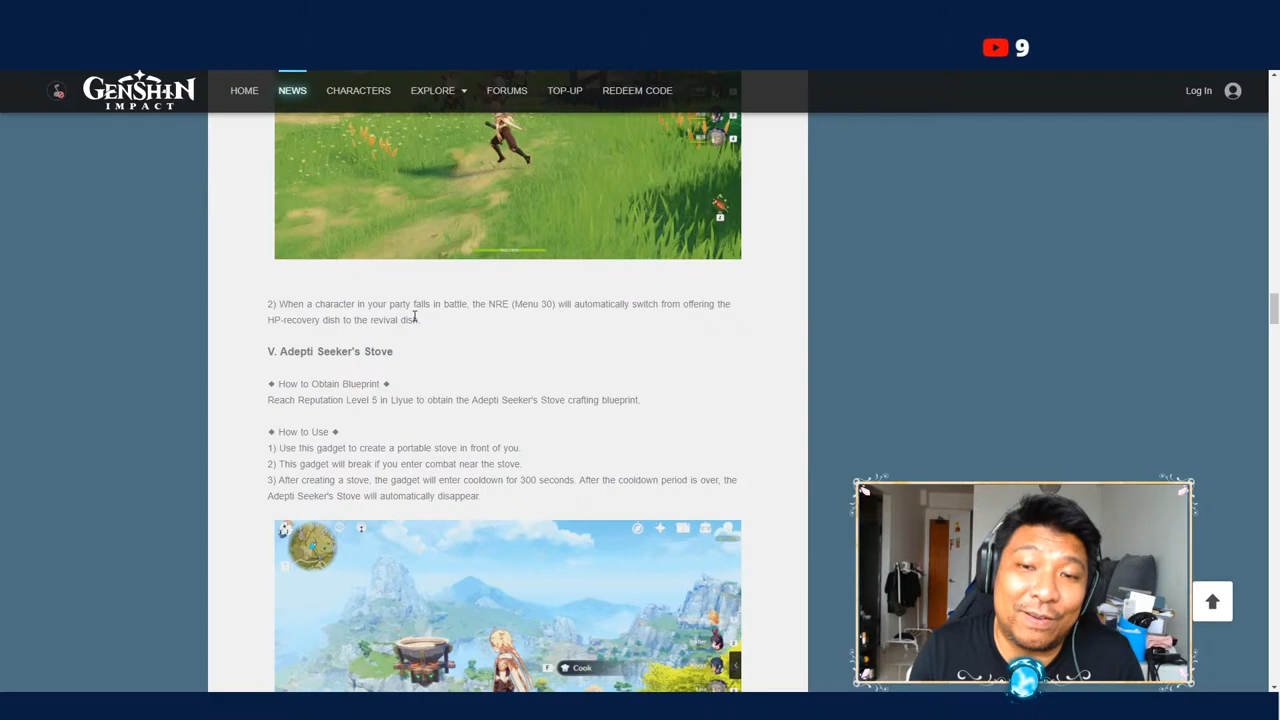 9
GENSHIN
IMPACT
HOME NEWS CHARACTERS EXPLORE FORUMS TOP-UP REDEEM CODE Log In
2) When a character in your party falls in battle, the NRE (Menu 30) will automatically switch from offering the
HP-recovery dish to the revival dish.
V. Adepti Seeker's Stove
◆ How to Obtain Blueprint ◆
Reach Reputation Level 5 in Liyue to obtain the Adepti Seeker's Stove crafting blueprint.
◆ How to Use ◆
1) Use this gadget to create a portable stove in front of you.
2) This gadget will break if you enter combat near the stove.
3) After creating a stove, the gadget will enter cooldown for 300 seconds. After the cooldown period is over, the
Adepti Seeker's Stove will automatically disappear.
F Cook